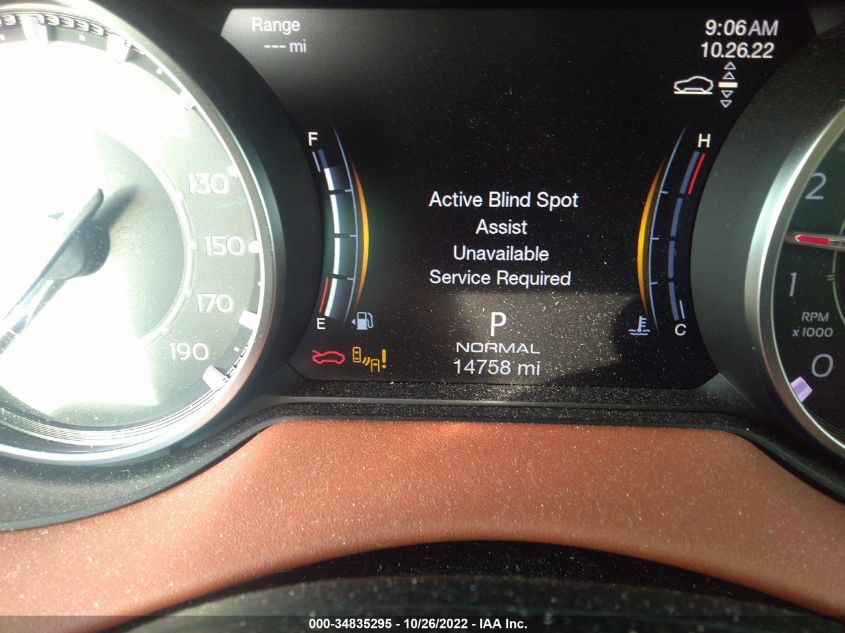 Range
--- mi
9:06 AM
10.26.22
F
H
130
150
170
190
Active Blind Spot
Assist
Unavailable
Service Required
E
C
P
NORMAL
14758 mi
2
1
0
RPM
x 1000
000-34835295 - 10/26/2022 - IAA Inc.